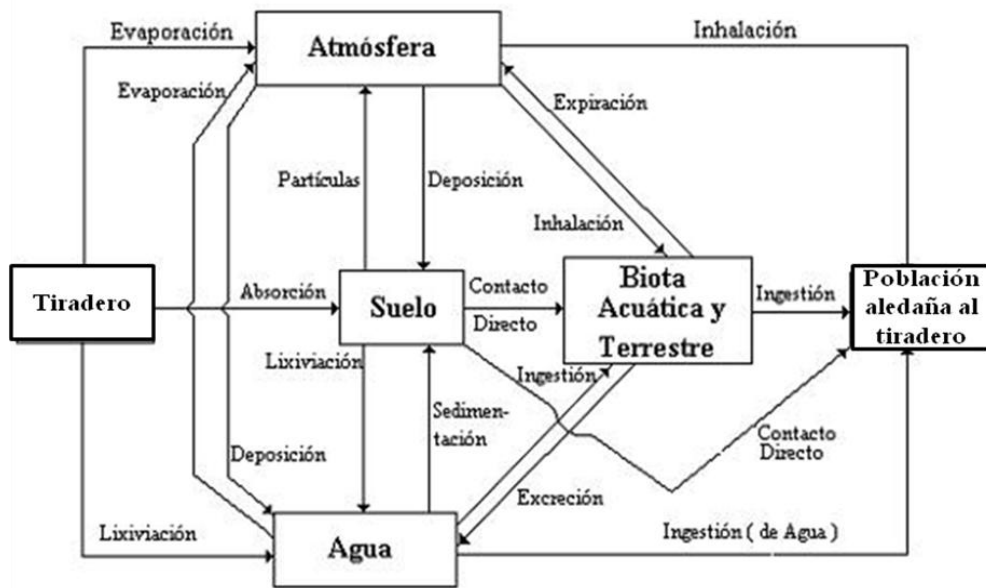 Evaporación
Atmósfera
Inhalación
Evaporación
Expiración
Partículas
Deposición
Inhalación
Tiradero
Absorción
Suelo
Contacto
Directo
Biota
Acuática y
Terrestre
Ingestión
Población
aledaña al
tiradero
Lixiviación
Ingestión
Sedimen-
tación
Contacto
Directo
Deposición
Excreción
Lixiviación
Agua
Ingestión ( de Agua )